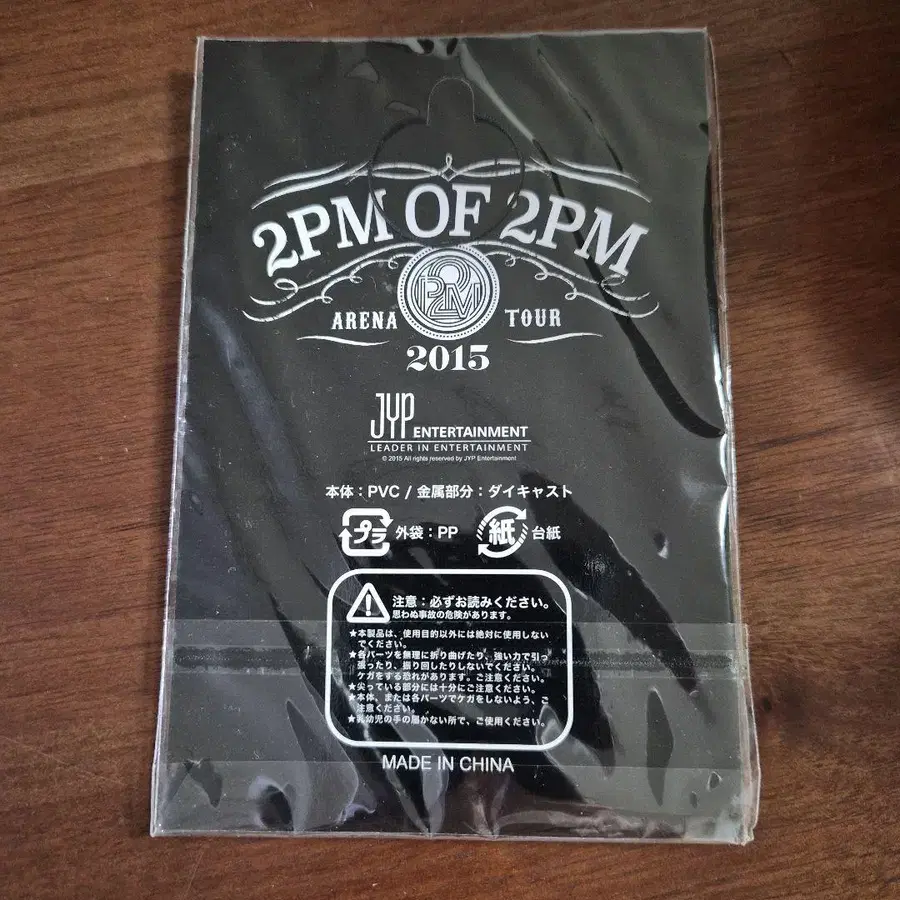 2PM OF 2PM
2PM
ARENA TOUR
2015
JYP ENTERTAINMENT
LEADER IN ENTERTAINMENT
© 2015 All rights reserved by JYP Entertainment
本体：PVC / 金属部分：ダイキャスト
プラ 外袋：PP 紙 台紙
注意：必ずお読みください。
思わぬ事故の危険があります。
★本製品は、使用目的以外には絶対に使用しない
でください。
★各パーツを無理に折り曲げたり、強い力で引っ
張ったり、振り回したりしないでください。
ケガをする恐れがあります。ご注意ください。
★尖っている部分には十分にご注意ください。
★本体、または各パーツでケガをしないよう、ご
注意ください。
★乳幼児の手の届かない所で、ご使用ください。
MADE IN CHINA